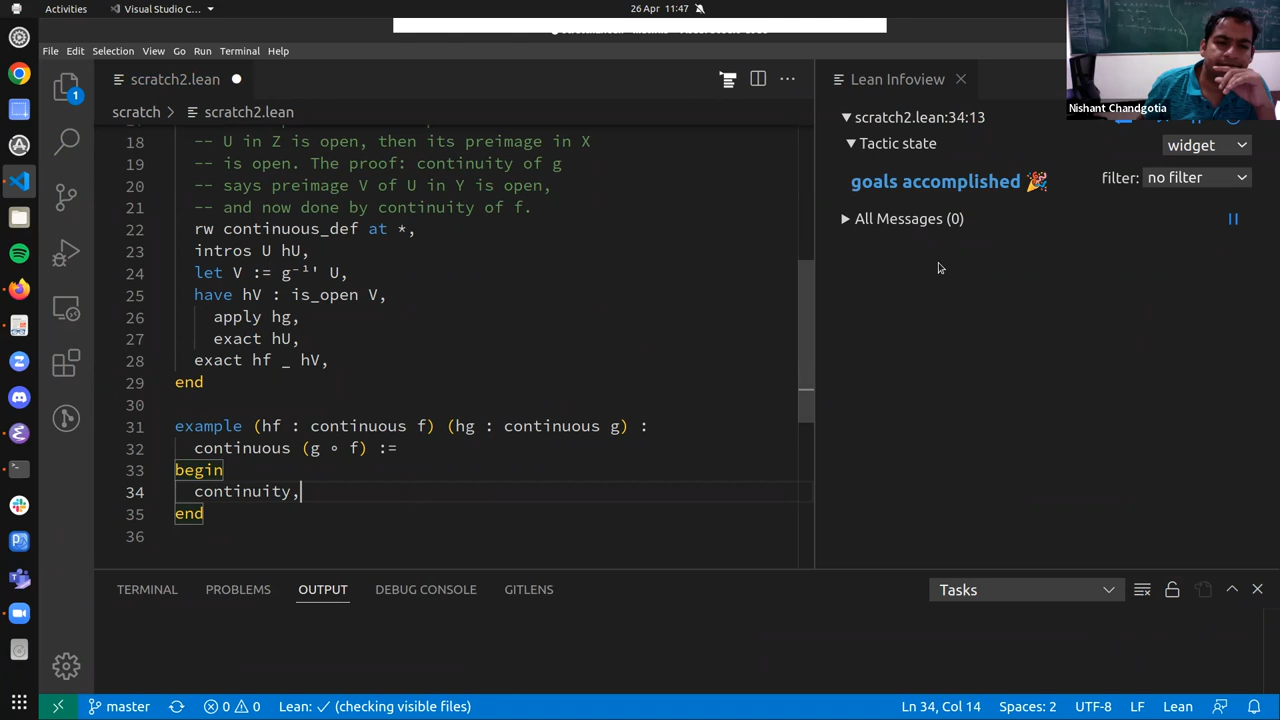 Activities
Visual Studio C...
26 Apr 11:47
File Edit Selection View Go Run Terminal Help
Nishant Chandgotia
scratch2.lean
Lean Infoview
scratch
scratch2.lean
18 -- U in Z is open, then its preimage in X
19 -- is open. The proof: continuity of g
20 -- says preimage V of U in Y is open,
21 -- and now done by continuity of f.
22 rw continuous_def at *,
23 intros U hU,
24 let V := g⁻¹' U,
25 have hV : is_open V,
26 apply hg,
27 exact hU,
28 exact hf _ hV,
29 end
30
31 example (hf : continuous f) (hg : continuous g) :
32 continuous (g ∘ f) :=
33 begin
34 continuity,
35 end
36
scratch2.lean:34:13
Tactic state
widget
goals accomplished 🎉
filter: no filter
All Messages (0)
1
TERMINAL PROBLEMS OUTPUT DEBUG CONSOLE GITLENS
Tasks
master
0 0
Lean: ✓ (checking visible files)
Ln 34, Col 14
Spaces: 2
UTF-8
LF
Lean